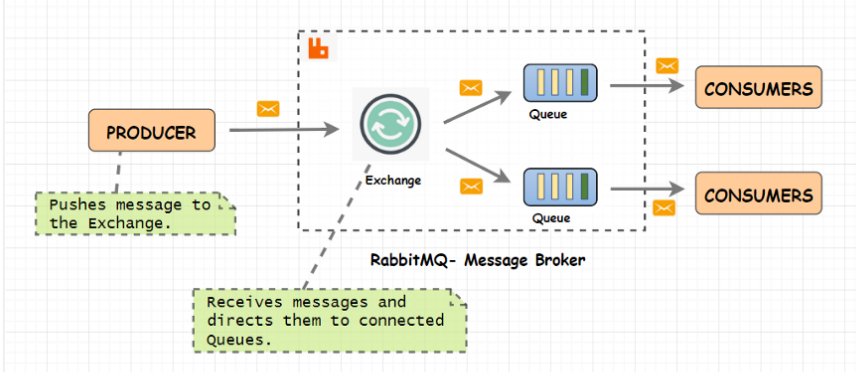 PRODUCER
Pushes message to
the Exchange.
Exchange
Queue
Queue
CONSUMERS
CONSUMERS
RabbitMQ- Message Broker
Receives messages and
directs them to connected
Queues.